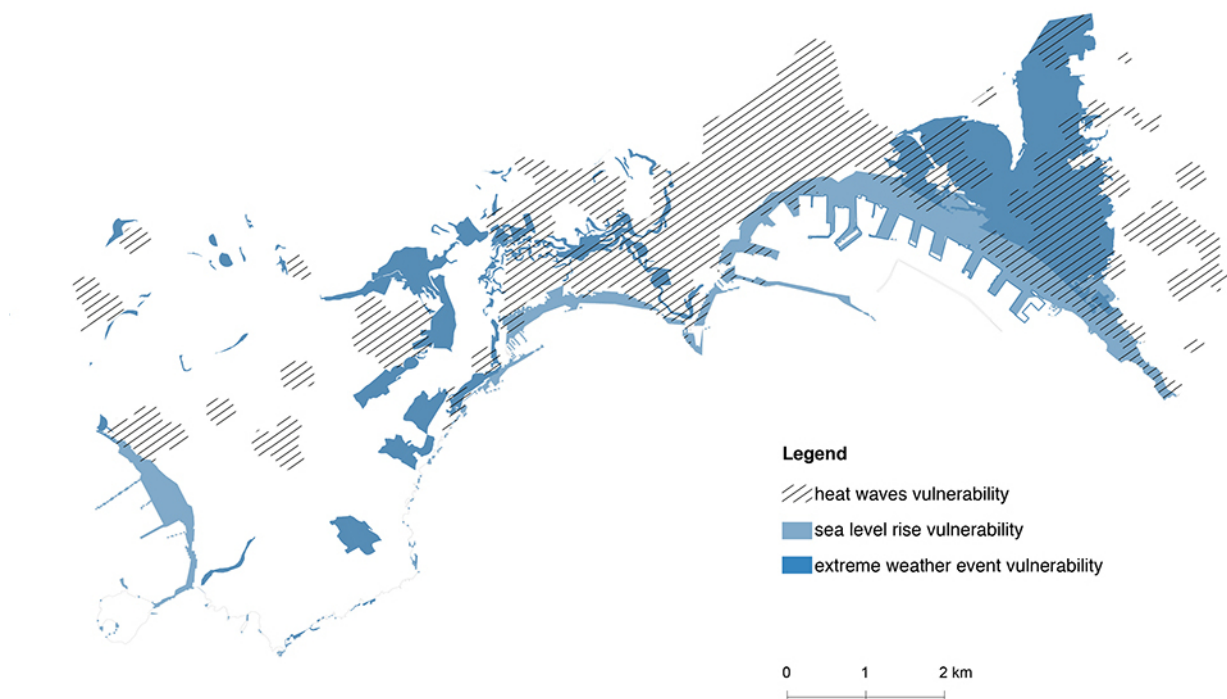 Legend
heat waves vulnerability
sea level rise vulnerability
extreme weather event vulnerability
0 1 2 km